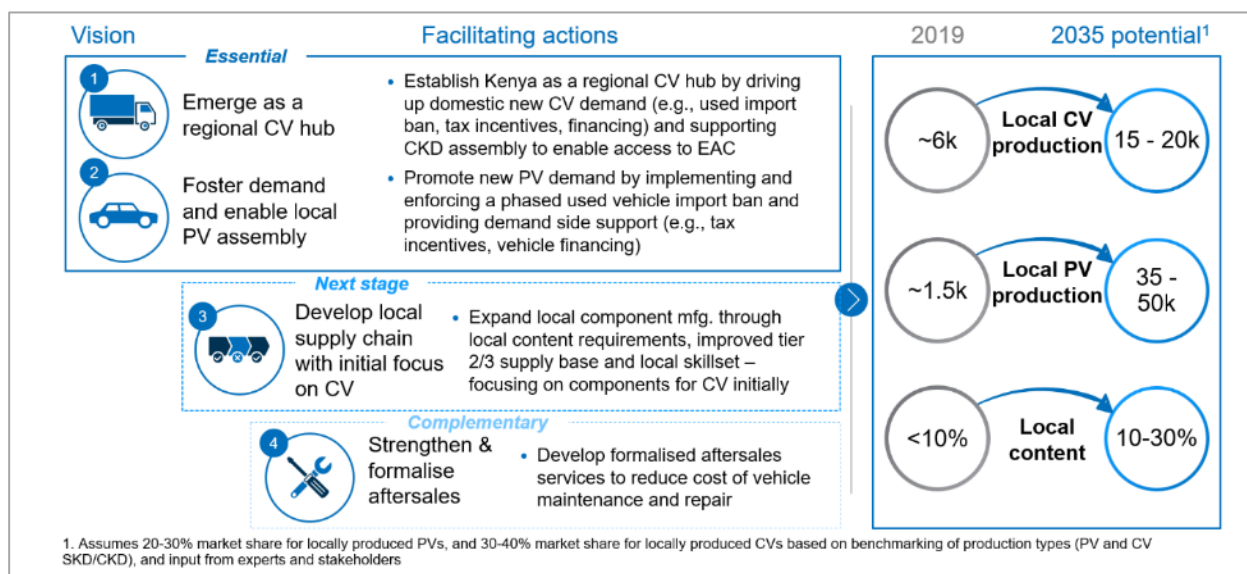 Vision
Facilitating actions
2019
2035 potential1
Essential
1
Emerge as a
regional CV hub
• Establish Kenya as a regional CV hub by driving
up domestic new CV demand (e.g., used import
ban, tax incentives, financing) and supporting
CKD assembly to enable access to EAC
2
Foster demand
and enable local
PV assembly
• Promote new PV demand by implementing and
enforcing a phased used vehicle import ban and
providing demand side support (e.g., tax
incentives, vehicle financing)
Next stage
3
Develop local
supply chain
with initial focus
on CV
• Expand local component mfg. through
local content requirements, improved tier
2/3 supply base and local skillset –
focusing on components for CV initially
Complementary
4
Strengthen &
formalise
aftersales
• Develop formalised aftersales
services to reduce cost of vehicle
maintenance and repair
~6k
Local CV
production
15 - 20k
~1.5k
Local PV
production
35 -
50k
<10%
Local
content
10-30%
1. Assumes 20-30% market share for locally produced PVs, and 30-40% market share for locally produced CVs based on benchmarking of production types (PV and CV
SKD/CKD), and input from experts and stakeholders